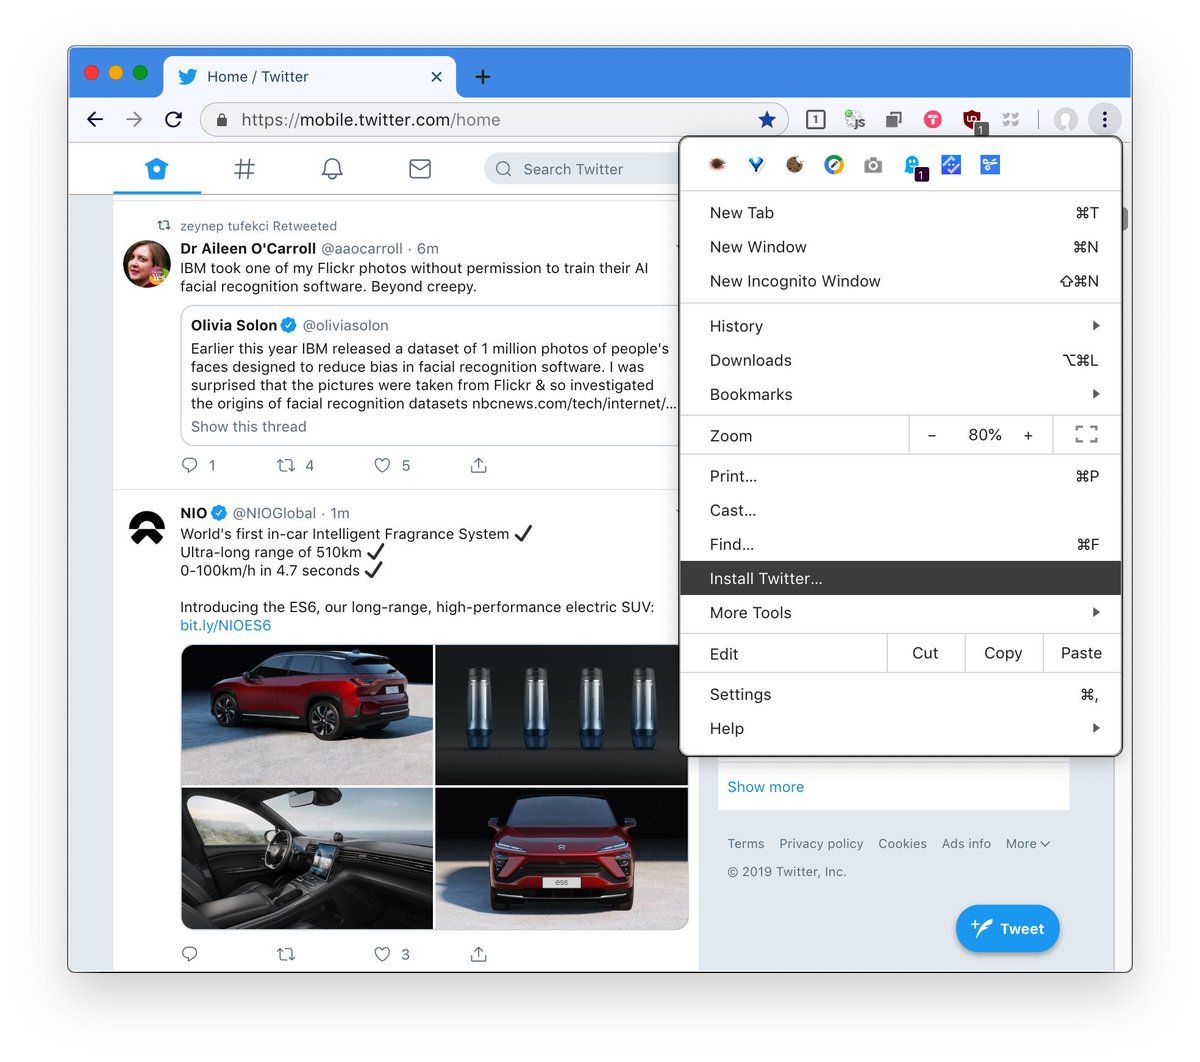 Home / Twitter
https://mobile.twitter.com/home
1
JS
1
Search Twitter
1
zeynep tufekci Retweeted
Dr Aileen O'Carroll @aaocarroll · 6m
IBM took one of my Flickr photos without permission to train their AI
facial recognition software. Beyond creepy.
Olivia Solon @oliviasolon
Earlier this year IBM released a dataset of 1 million photos of people's
faces designed to reduce bias in facial recognition software. I was
surprised that the pictures were taken from Flickr & so investigated
the origins of facial recognition datasets nbcnews.com/tech/internet/...
Show this thread
1 4 5
NIO @NIOGlobal · 1m
World's first in-car Intelligent Fragrance System ✔
Ultra-long range of 510km ✔
0-100km/h in 4.7 seconds ✔
Introducing the ES6, our long-range, high-performance electric SUV:
bit.ly/NIOES6
es6
3
New Tab ⌘T
New Window ⌘N
New Incognito Window ⇧⌘N
History
Downloads ⌥⌘L
Bookmarks
Zoom - 80% +
Print... ⌘P
Cast...
Find... ⌘F
Install Twitter...
More Tools
Edit Cut Copy Paste
Settings ⌘,
Help
Show more
Terms Privacy policy Cookies Ads info More
© 2019 Twitter, Inc.
Tweet